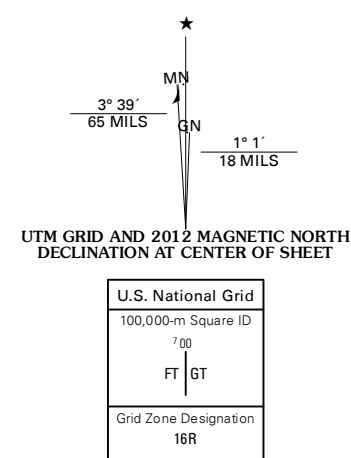 ★
MN
3° 39´
65 MILS
GN
1° 1´
18 MILS
UTM GRID AND 2012 MAGNETIC NORTH
DECLINATION AT CENTER OF SHEET
U.S. National Grid
100,000-m Square ID
7 00
FT GT
Grid Zone Designation
16R